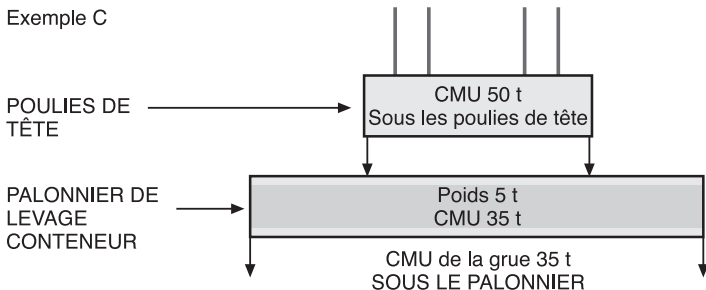 Exemple C
CMU 50 t
Sous les poulies de tête
POULIES DE
TÊTE
PALONNIER DE
LEVAGE
CONTENEUR
Poids 5 t
CMU 35 t
CMU de la grue 35 t
SOUS LE PALONNIER